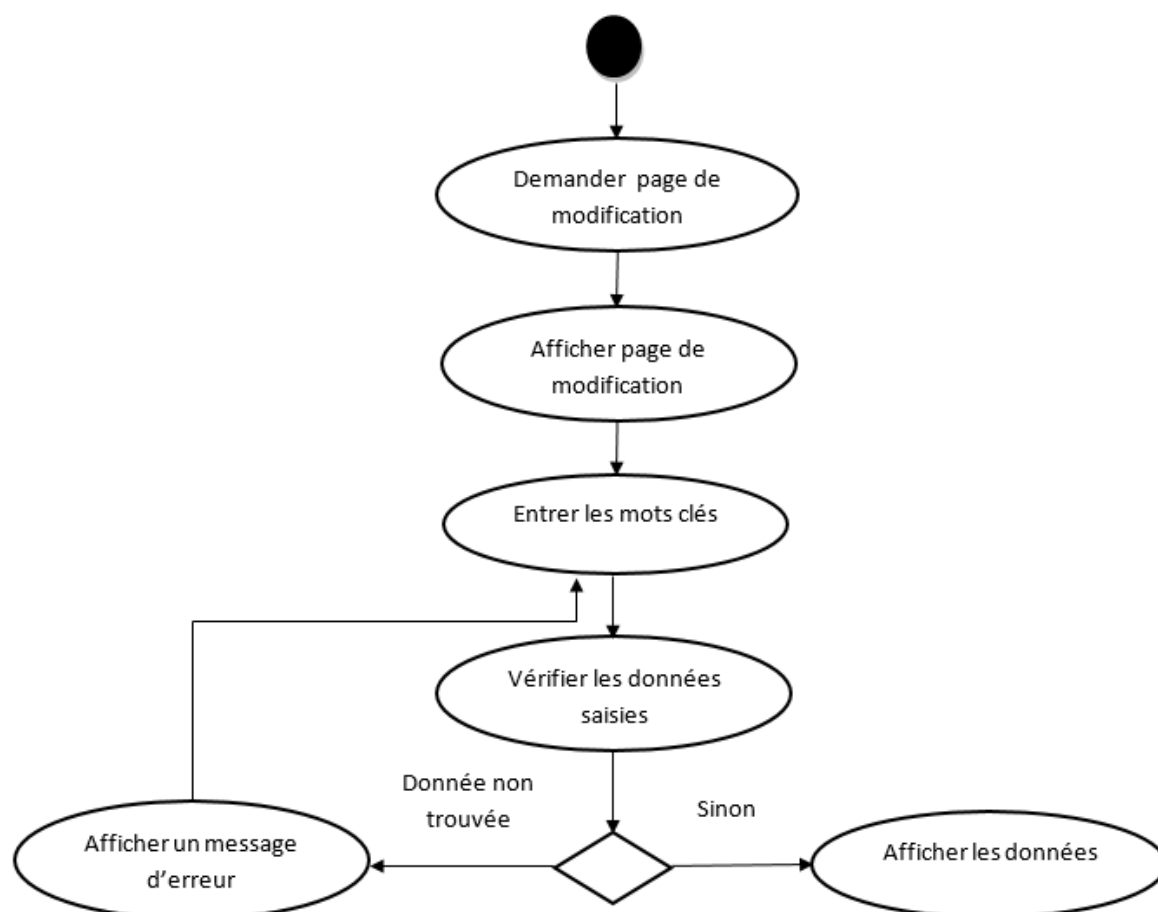 Demander page de
modification
Afficher page de
modification
Entrer les mots clés
Vérifier les données
saisies
Donnée non
trouvée
Sinon
Afficher un message
d'erreur
Afficher les données